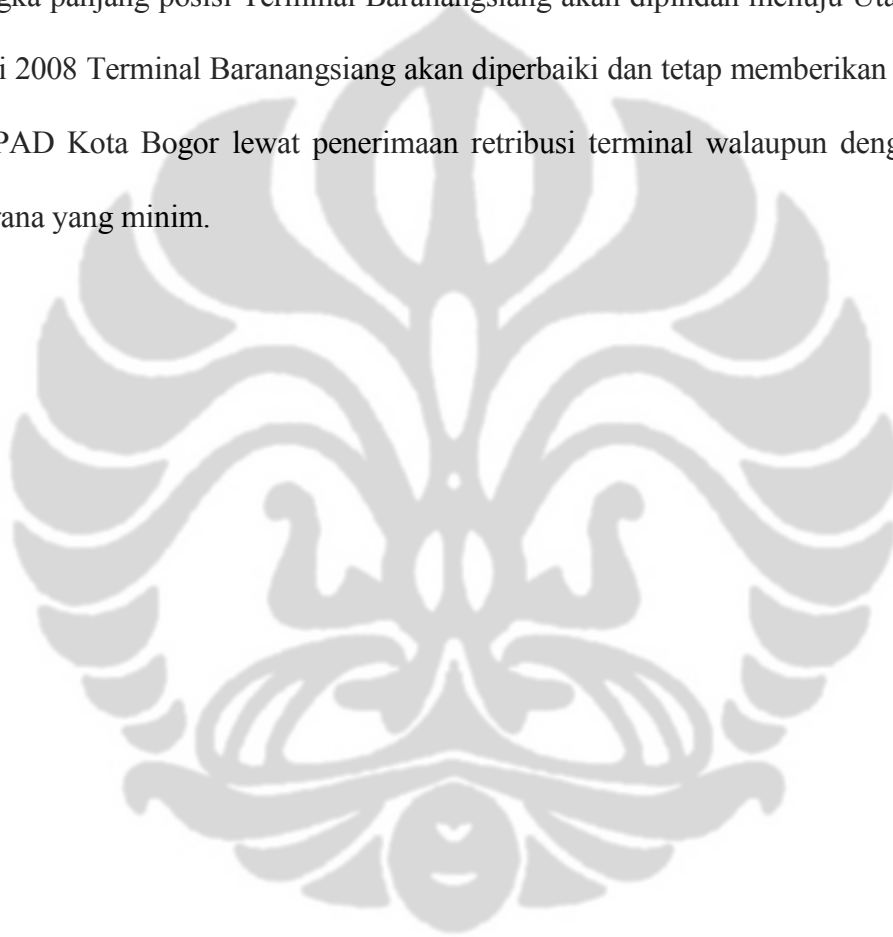 gka panjang posisi Terminal Baranangsiang akan dipindah menuju Uta
i 2008 Terminal Baranangsiang akan diperbaiki dan tetap memberikan
PAD Kota Bogor lewat penerimaan retribusi terminal walaupun deng
rana yang minim.